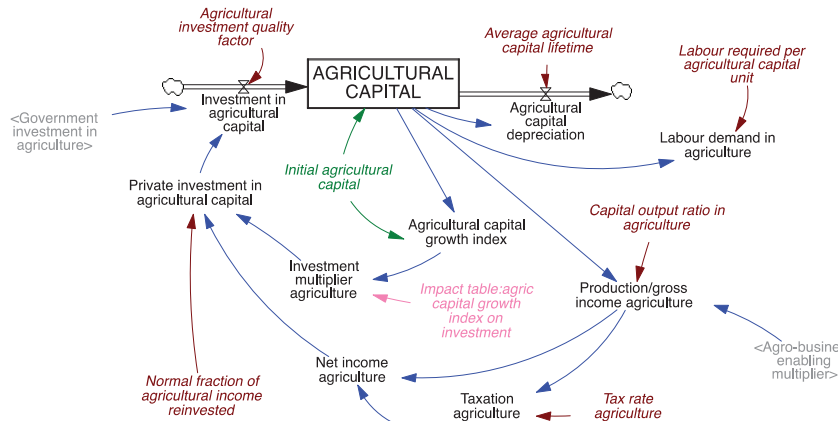 Agricultural
investment quality
factor
AGRICULTURAL
CAPITAL
Average agricultural
capital lifetime
Labour required per
agricultural capital
unit
Investment in
agricultural
capital
Agricultural
capital
depreciation
<Government
investment in
agriculture>
Labour demand in
agriculture
Initial agricultural
capital
Private investment in
agricultural capital
Agricultural capital
growth index
Capital output ratio in
agriculture
Investment
multiplier
agriculture
Impact table:agric
capital growth
index on
investment
Production/gross
income agriculture
<Agro-busine
enabling
multiplier>
Net income
agriculture
Normal fraction of
agricultural income
reinvested
Taxation
agriculture
Tax rate
agriculture